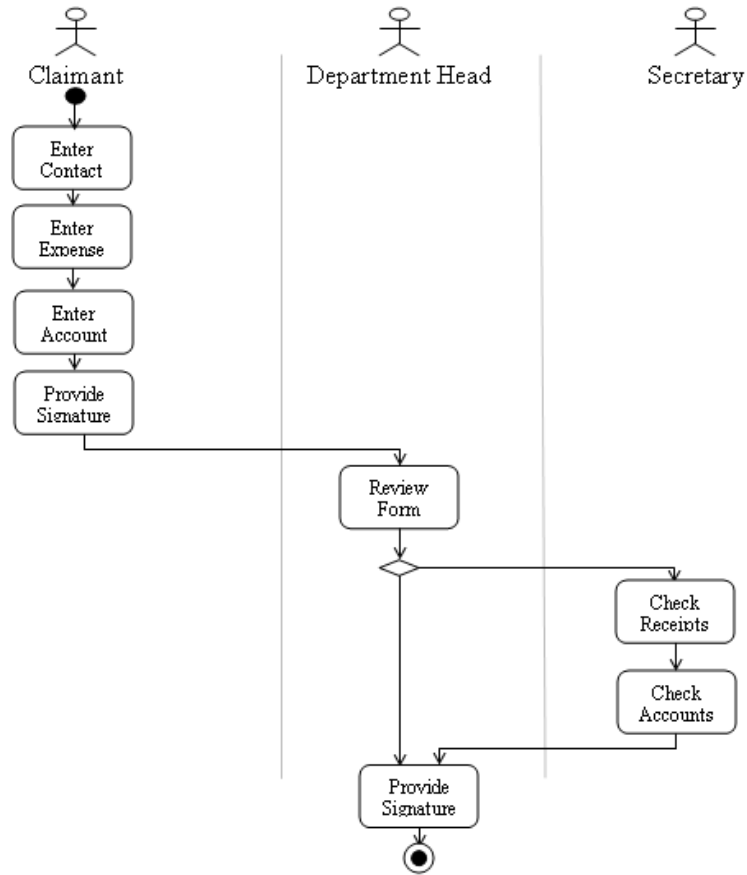 Claimant
Department Head
Secretary
Enter
Contact
Enter
Expense
Enter
Account
Provide
Signature
Review
Form
Check
Receipts
Check
Accounts
Provide
Signature